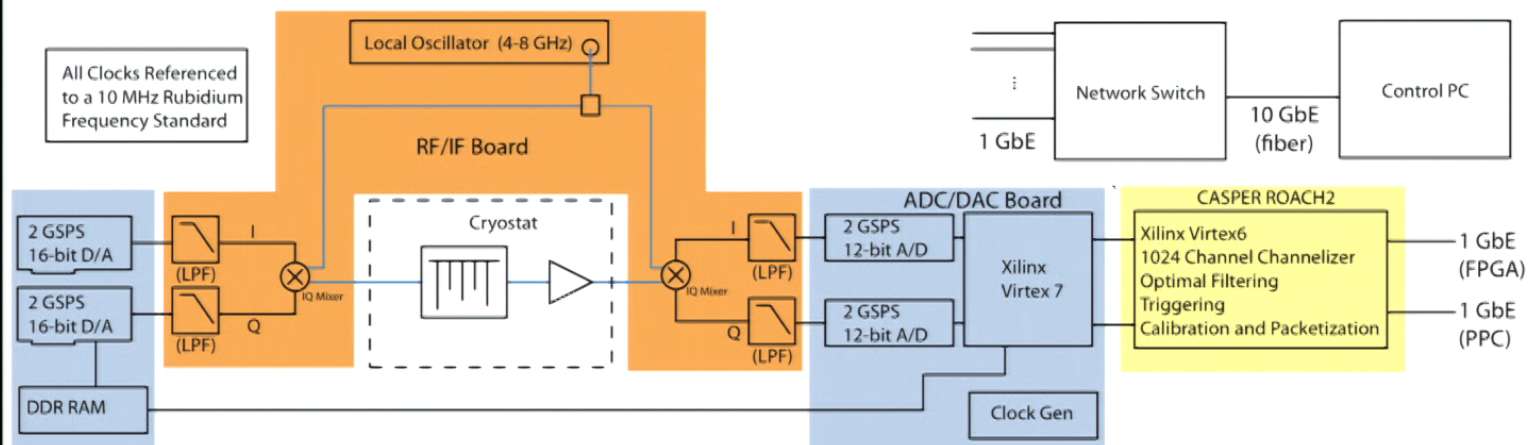 All Clocks Referenced
to a 10 MHz Rubidium
Frequency Standard
Local Oscillator (4-8 GHz)
RF/IF Board
1 GbE
Network Switch
10 GbE
(fiber)
Control PC
2 GSPS
16-bit D/A
2 GSPS
16-bit D/A
DDR RAM
(LPF)
(LPF)
I
Q
IQ Mixer
Cryostat
IQ Mixer
I
Q
(LPF)
(LPF)
ADC/DAC Board
2 GSPS
12-bit A/D
2 GSPS
12-bit A/D
Xilinx
Virtex 7
Clock Gen
CASPER ROACH2
Xilinx Virtex6
1024 Channel Channelizer
Optimal Filtering
Triggering
Calibration and Packetization
1 GbE
(FPGA)
1 GbE
(PPC)